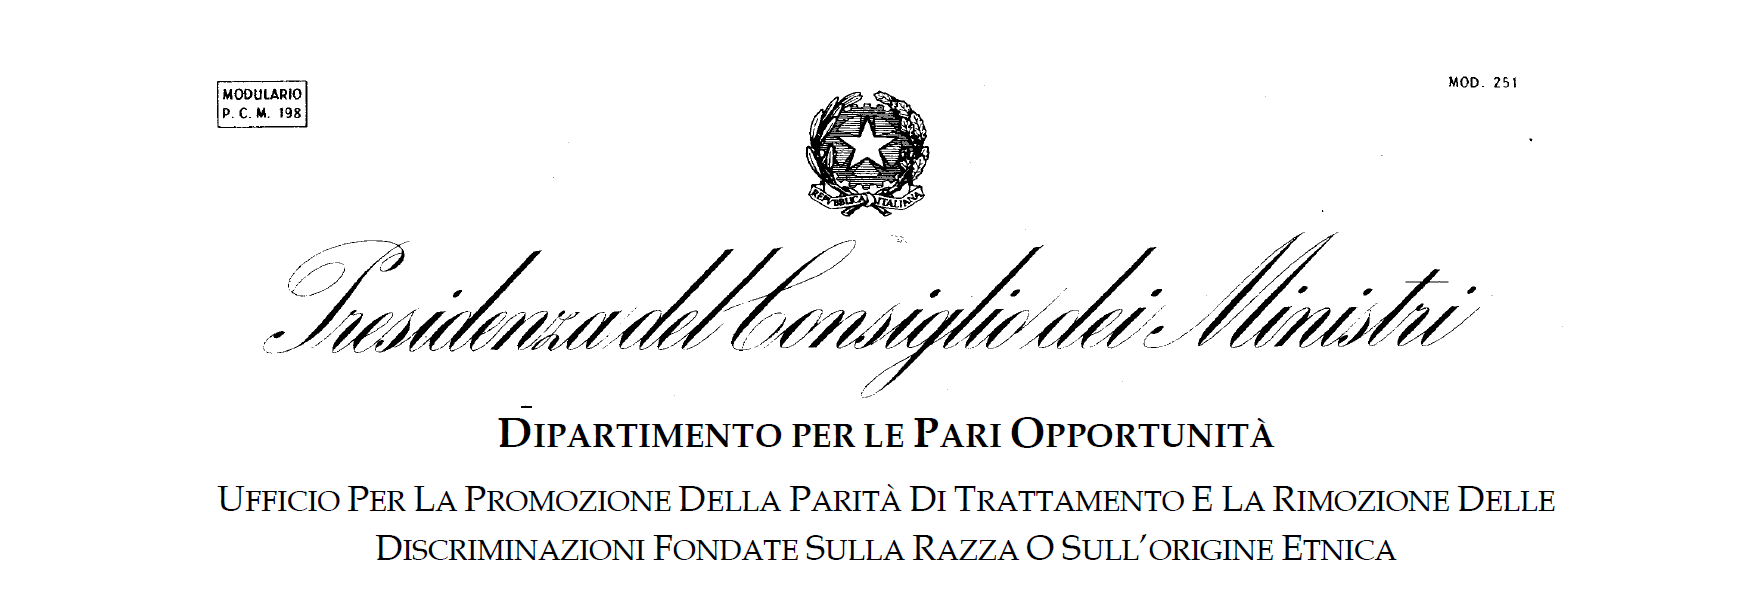 MODULARIO
P. C. M. 198
MOD. 251
REPVBBLICA ITALIANA
Presidenza del Consiglio dei Ministri
DIPARTIMENTO PER LE PARI OPPORTUNITÀ
UFFICIO PER LA PROMOZIONE DELLA PARITÀ DI TRATTAMENTO E LA RIMOZIONE DELLE
DISCRIMINAZIONI FONDATE SULLA RAZZA O SULL'ORIGINE ETNICA